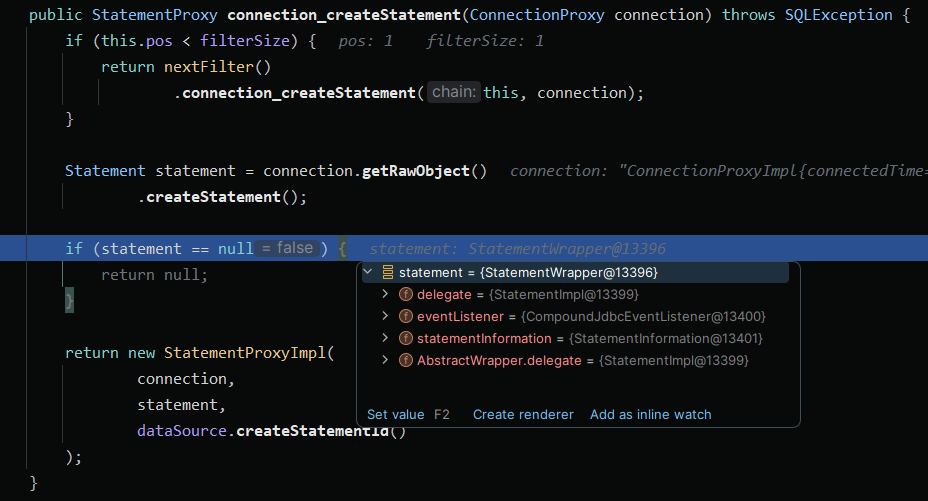 public StatementProxy connection_createStatement(ConnectionProxy connection) throws SQLException {
if (this.pos < filterSize) { pos: 1 filterSize: 1
return nextFilter()
.connection_createStatement( chain: this, connection);
}
Statement statement = connection.getRawObject() connection: "ConnectionProxyImpl{connectedTime=
.createStatement();
if (statement == null = false ) { statement: StatementWrapper@13396
return null;
}
statement = {StatementWrapper@13396}
delegate = {StatementImpl@13399}
eventListener = {CompoundJdbcEventListener@13400}
statementInformation = {StatementInformation@13401}
AbstractWrapper.delegate = {StatementImpl@13399}
Set value F2 Create renderer Add as inline watch
return new StatementProxyImpl(
connection,
statement,
dataSource.createStatementId()
);
}